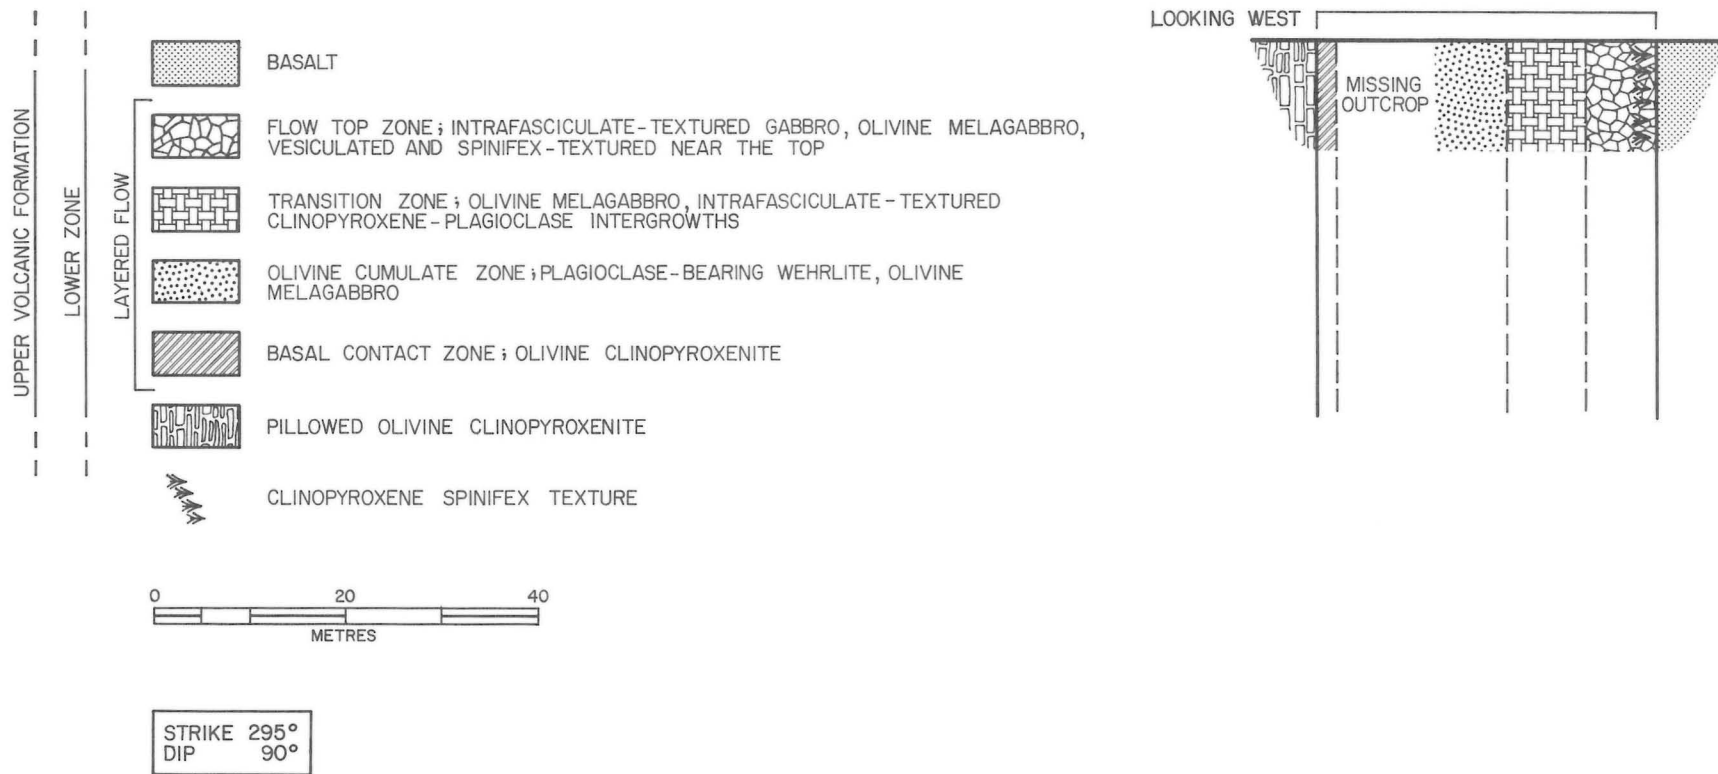 UPPER VOLCANIC FORMATION
LOWER ZONE
LAYERED FLOW
BASALT
FLOW TOP ZONE; INTRAFASCICULATE-TEXTURED GABBRO, OLIVINE MELAGABBRO,
VESICULATED AND SPINIFEX-TEXTURED NEAR THE TOP
TRANSITION ZONE; OLIVINE MELAGABBRO, INTRAFASCICULATE-TEXTURED
CLINOPYROXENE-PLAGIOCLASE INTERGROWTHS
OLIVINE CUMULATE ZONE; PLAGIOCLASE-BEARING WEHRLITE, OLIVINE
MELAGABBRO
BASAL CONTACT ZONE; OLIVINE CLINOPYROXENITE
PILLOWED OLIVINE CLINOPYROXENITE
CLINOPYROXENE SPINIFEX TEXTURE
0 20 40
METRES
STRIKE 295°
DIP 90°
LOOKING WEST
MISSING
OUTCROP